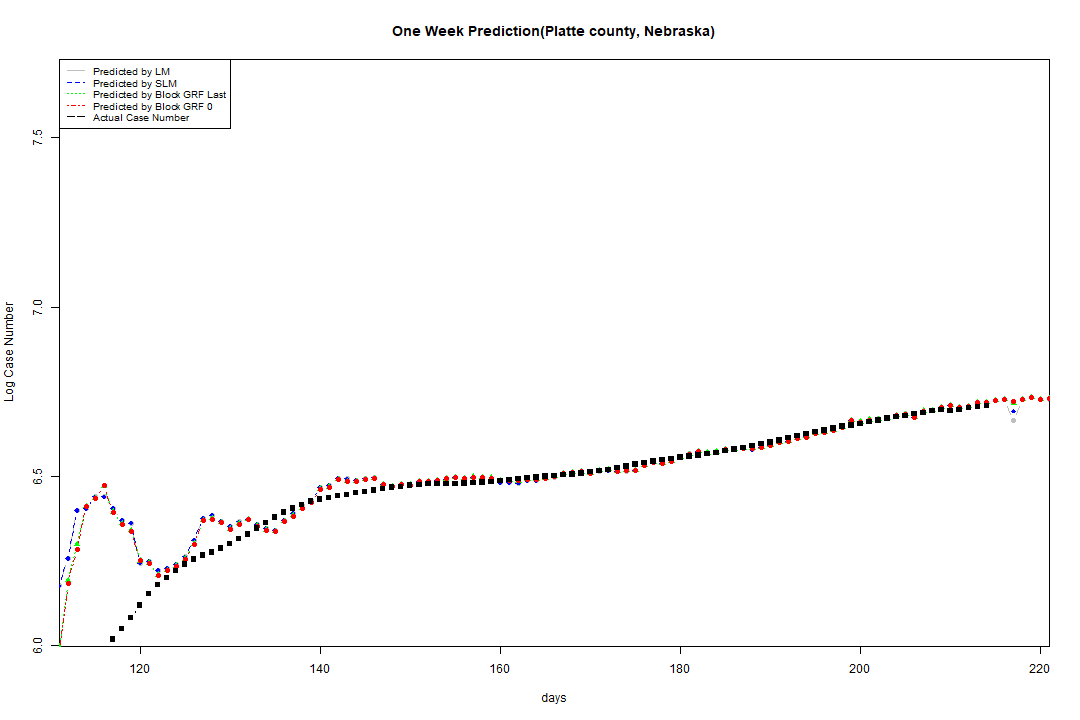 One Week Prediction(Platte county, Nebraska)
Predicted by LM
Predicted by SLM
Predicted by Block GRF Last
Predicted by Block GRF 0
Actual Case Number
7.5
7.0
6.5
6.0
Log Case Number
120 140 160 180 200 220
days